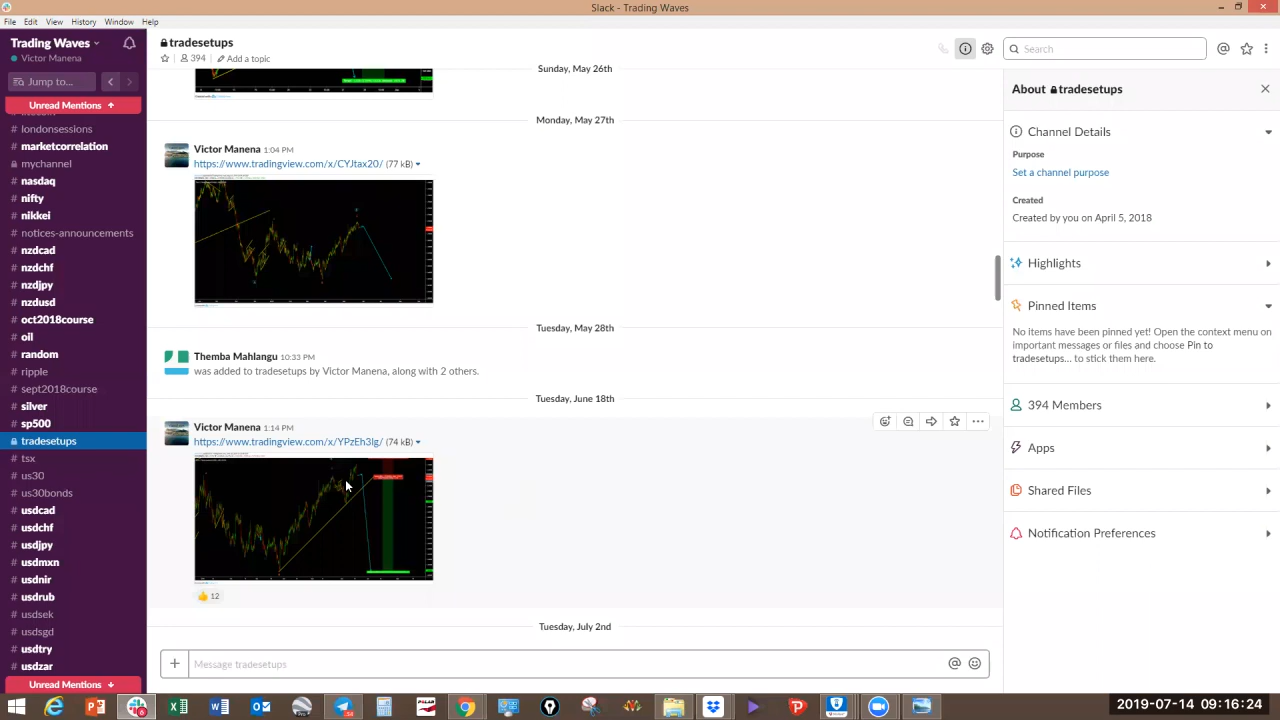 Slack - Trading Waves
File Edit View History Window Help
Trading Waves
Victor Manena
Jump to...
Unread Mentions
litecoin
# londonsessions
# marketcorrelation
# mychannel
# nasdaq
# nifty
# nikkei
# notices-announcements
# nzdcad
# nzdchf
# nzdjpy
# nzdusd
# oct2018course
# oil
# random
# ripple
# sept2018course
# silver
# sp500
tradesetups
# tsx
# us30
# us30bonds
# usdcad
# usdchf
# usdjpy
# usdmxn
# usdnir
# usdrub
# usdsek
# usdsgd
# usdtry
# usdzar
Unread Mentions
tradesetups
394 | Add a topic
Search
Sunday, May 26th
Monday, May 27th
Victor Manena 1:04 PM
https://www.tradingview.com/x/CYJtax20/ (77 kB)
Tuesday, May 28th
Themba Mahlangu 10:33 PM
was added to tradesetups by Victor Manena, along with 2 others.
Tuesday, June 18th
Victor Manena 1:14 PM
https://www.tradingview.com/x/YPzEh3Ig/ (74 kB)
12
Tuesday, July 2nd
Message tradesetups
About tradesetups
Channel Details
Purpose
Set a channel purpose
Created
Created by you on April 5, 2018
Highlights
Pinned Items
No items have been pinned yet! Open the context menu on
important messages or files and choose Pin to
tradesetups... to stick them here.
394 Members
Apps
Shared Files
Notification Preferences
2019-07-14 09:16:24